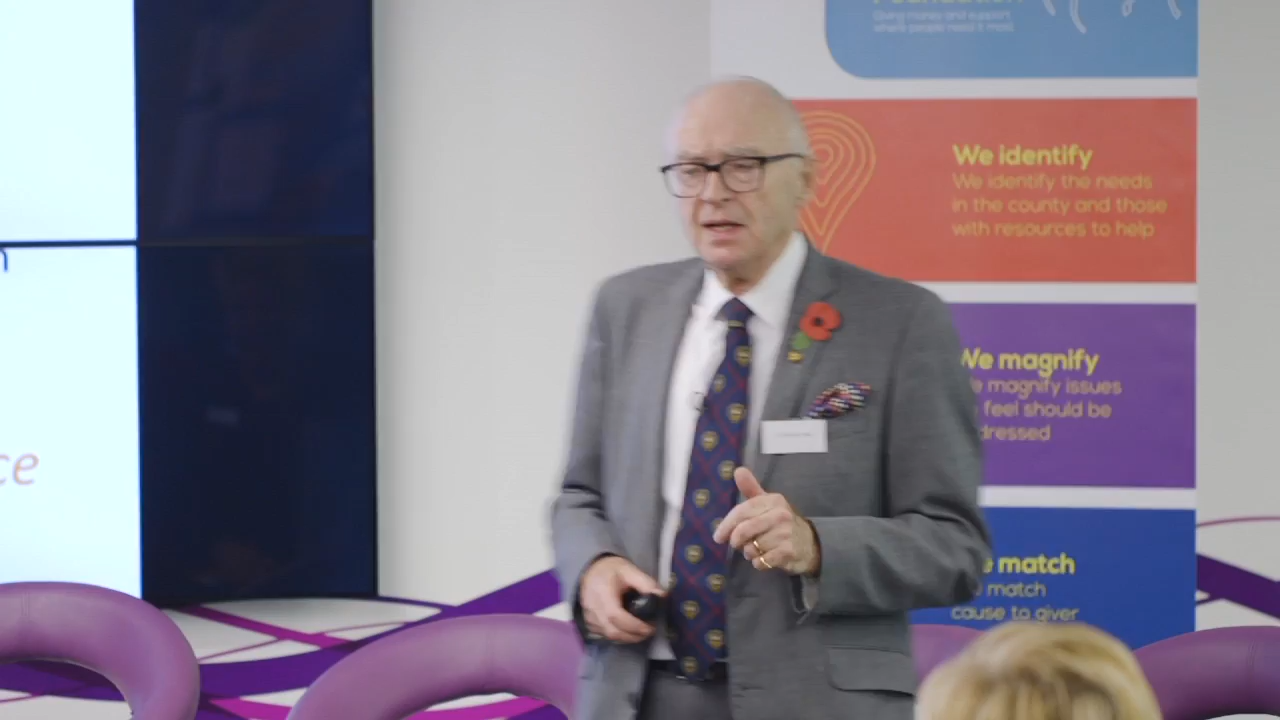 Foundation
Giving money and support
where people need it most
We identify
We identify the needs
in the county and those
with resources to help
We magnify
magnify issues
feel should be
dressed
ce
match
match
cause to giver